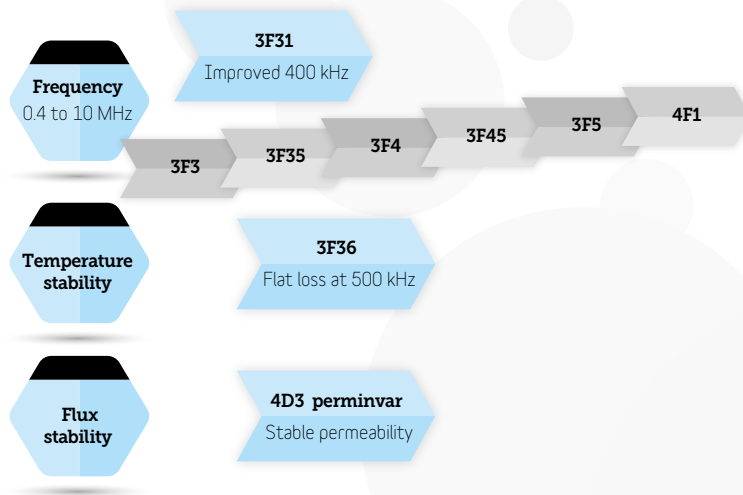 3F31
Improved 400 kHz
Frequency
0.4 to 10 MHz
3F3
3F35
3F4
3F45
3F5
4F1
Temperature
stability
3F36
Flat loss at 500 kHz
Flux
stability
4D3 perminvar
Stable permeability